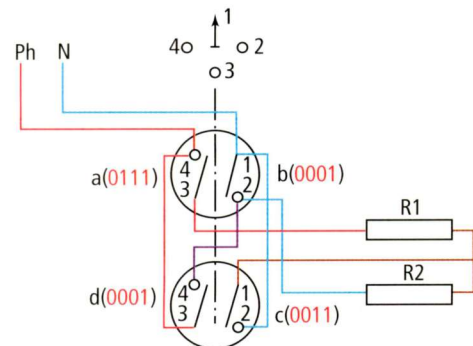 1
4 2
3
Ph N
a(0111) 4 3 1 2 b(0001)
R1
R2
d(0001) 4 3 1 2 c(0011)